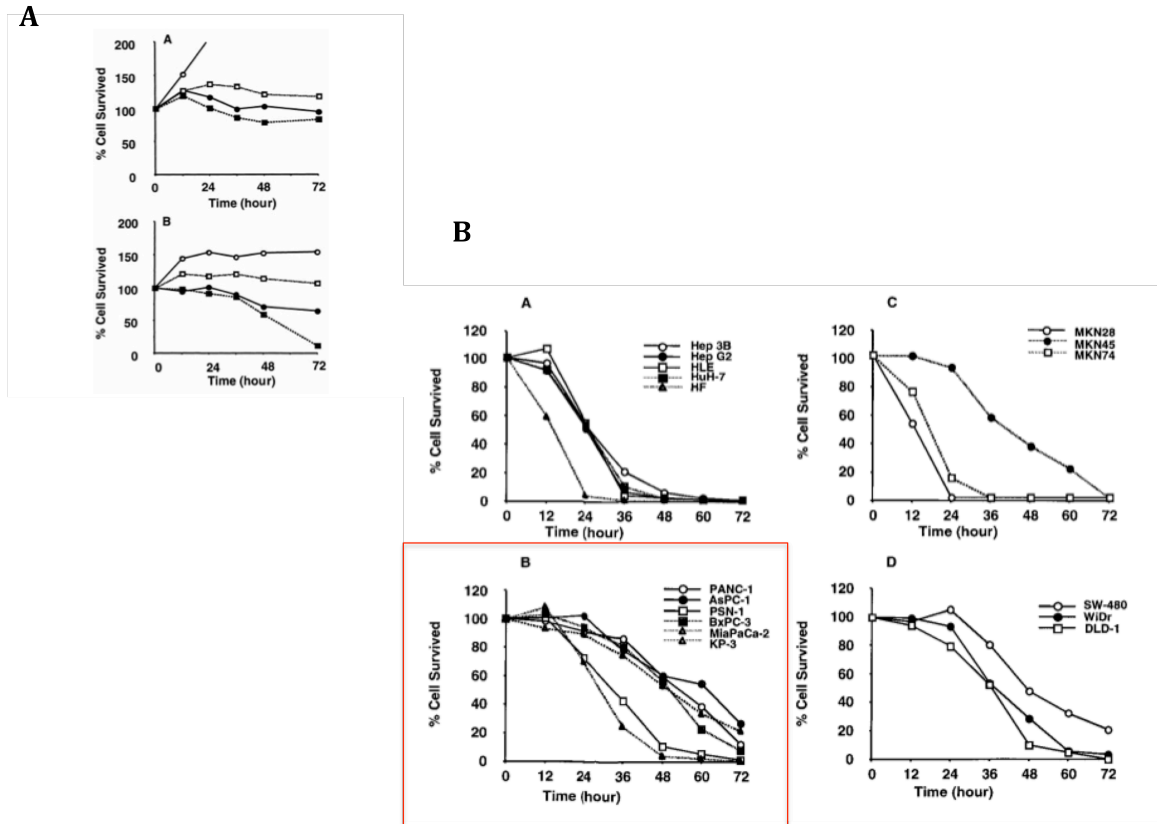 A
A
200
150
100
50
0
% Cell Survived
0 24 48 72
Time (hour)
B
200
150
100
50
0
% Cell Survived
0 24 48 72
Time (hour)
B
A
120
100
80
60
40
20
0
% Cell Survived
0 12 24 36 48 60 72
Time (hour)
Hep 3B
Hep G2
HLE
HuH-7
HF
C
120
100
80
60
40
20
0
% Cell Survived
0 12 24 36 48 60 72
Time (hour)
MKN28
MKN45
MKN74
B
120
100
80
60
40
20
0
% Cell Survived
0 12 24 36 48 60 72
Time (hour)
PANC-1
AsPC-1
PSN-1
BxPC-3
MiaPaCa-2
KP-3
D
120
100
80
60
40
20
0
% Cell Survived
0 12 24 36 48 60 72
Time (hour)
SW-480
WiDr
DLD-1